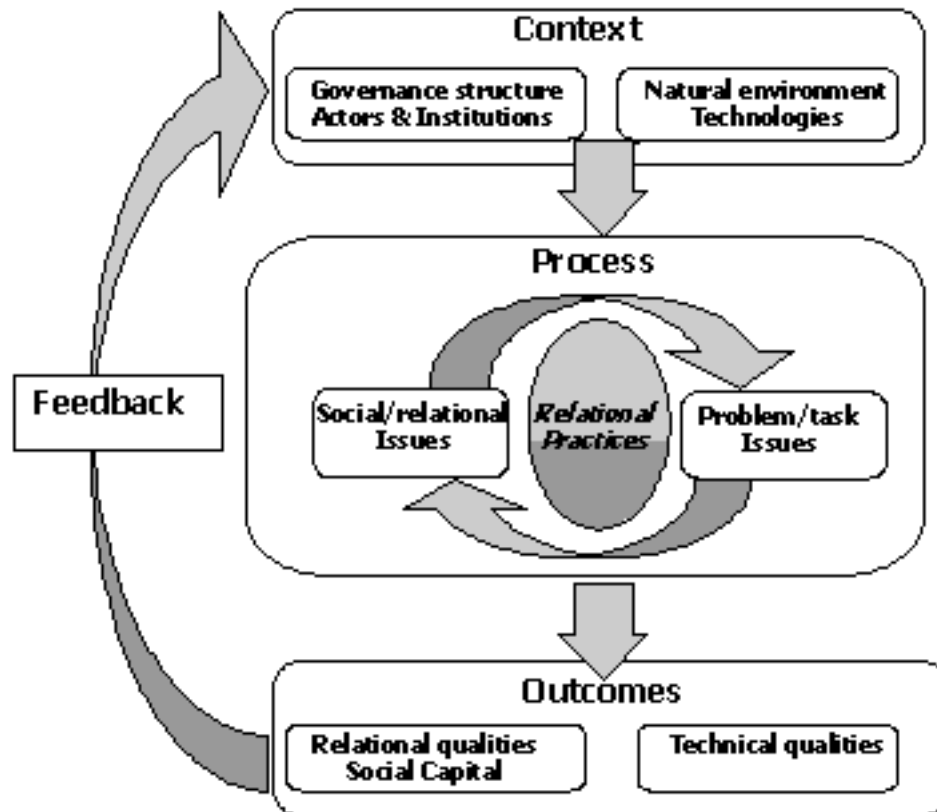 Context
Governance structure
Actors & Institutions
Natural environment
Technologies
Process
Feedback
Social/relational
Issues
Relational
Practices
Problem/task
Issues
Outcomes
Relational qualities
Social Capital
Technical qualities